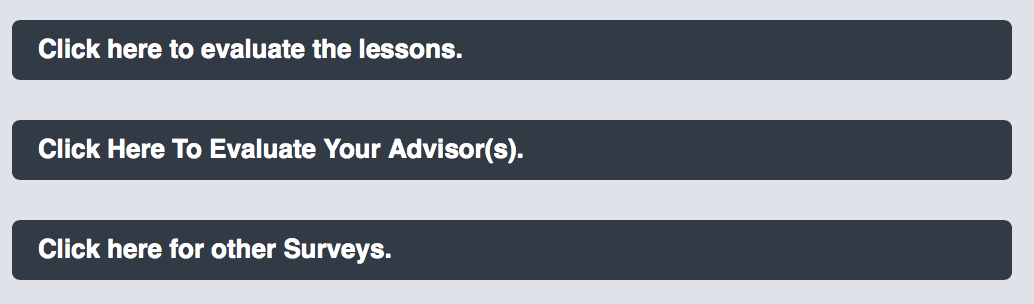 Click here to evaluate the lessons.
Click Here To Evaluate Your Advisor(s).
Click here for other Surveys.